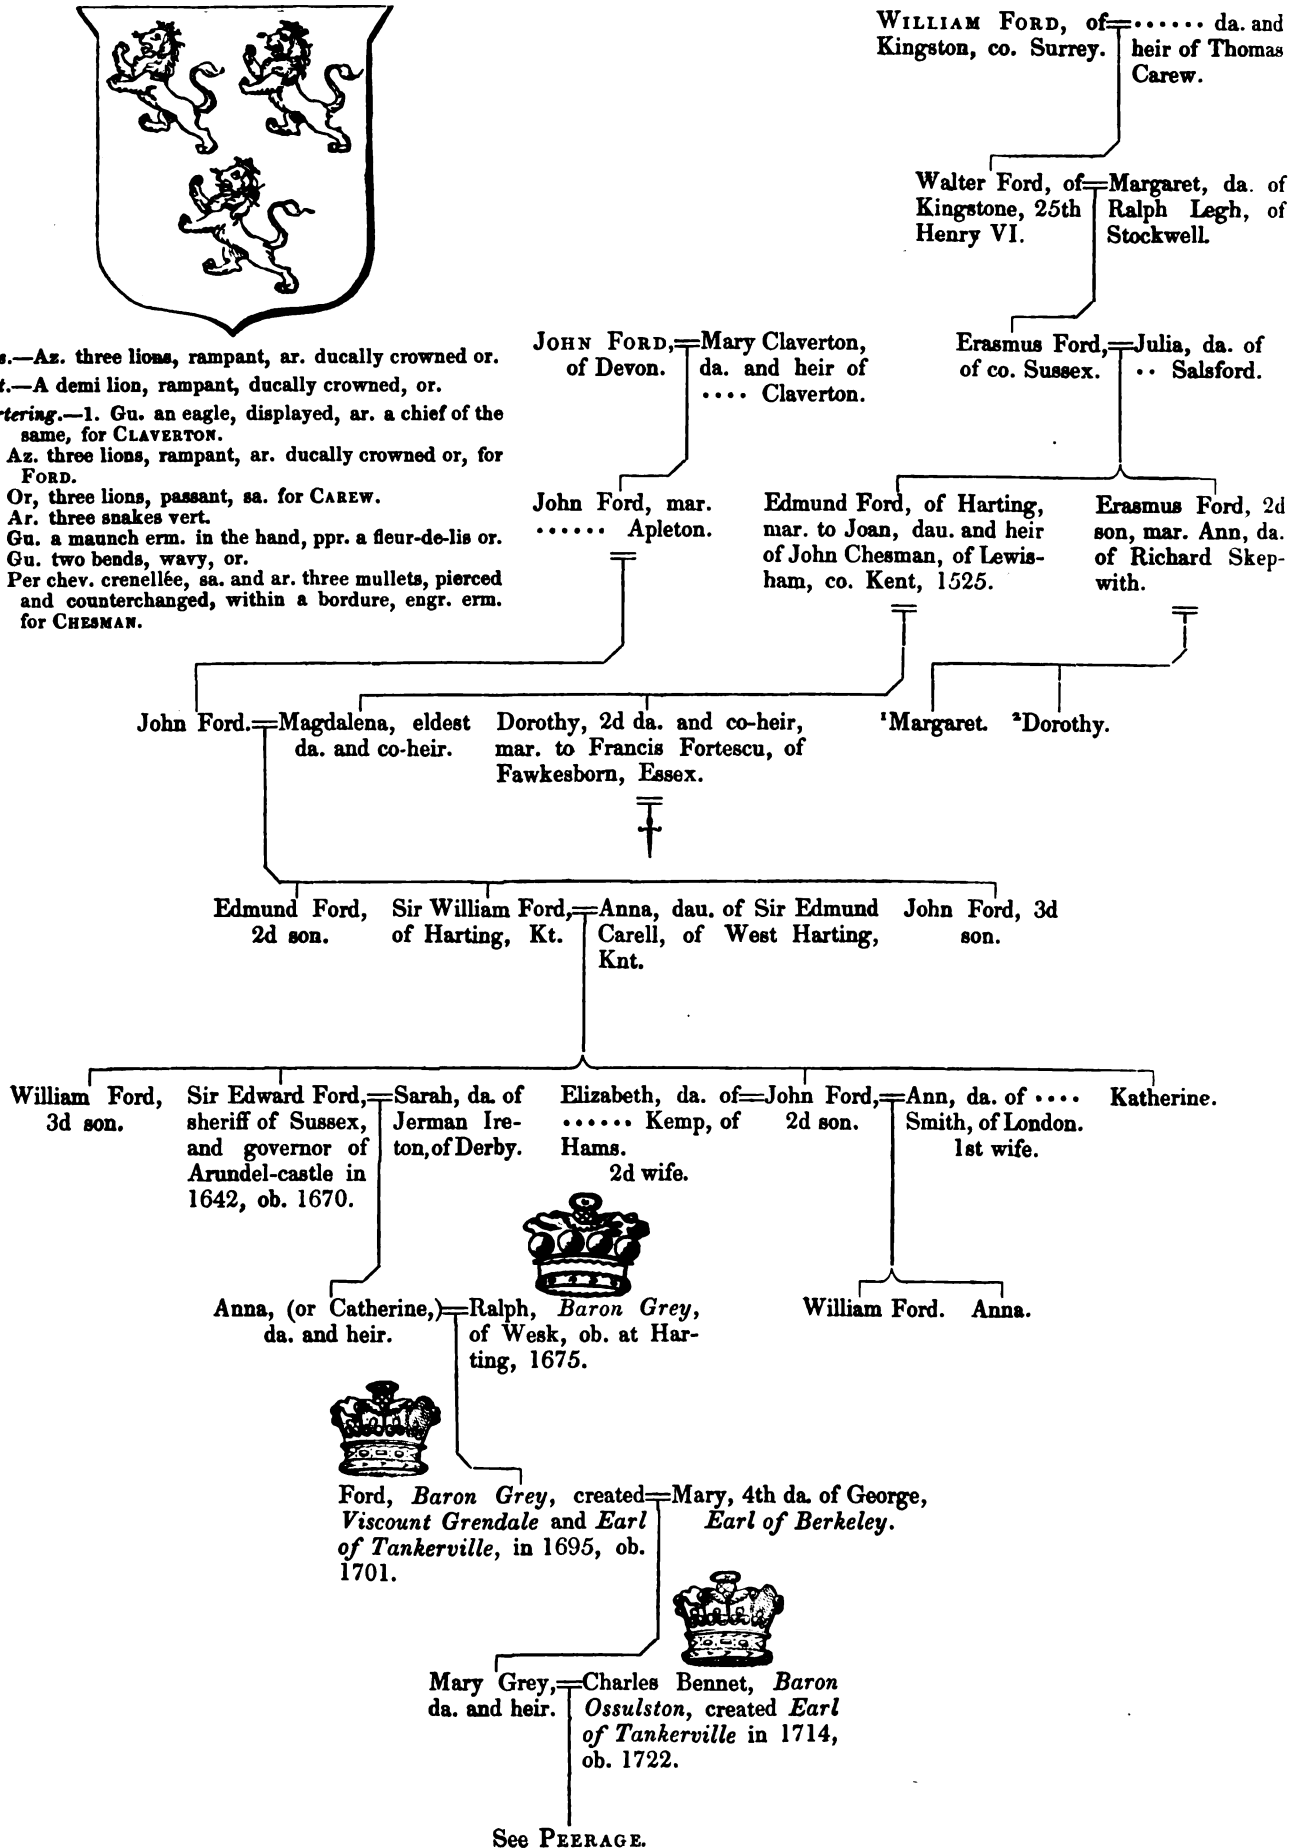 WILLIAM FORD, of
Kingston, co. Surrey.
...... da. and
heir of Thomas
Carew.
Walter Ford, of
Kingstone, 25th
Henry VI.
Margaret, da. of
Ralph Legh, of
Stockwell.
s.—Az. three lions, rampant, ar. ducally crowned or.
t.—A demi lion, rampant, ducally crowned, or.
rtering.—1. Gu. an eagle, displayed, ar. a chief of the
same, for CLAVERTON.
Az. three lions, rampant, ar. ducally crowned or, for
FORD.
Or, three lions, passant, sa. for CAREW.
Ar. three snakes vert.
Gu. a maunch erm. in the hand, ppr. a fleur-de-lis or.
Gu. two bends, wavy, or.
Per chev. crenellée, sa. and ar. three mullets, pierced
and counterchanged, within a bordure, engr. erm.
for CHESMAN.
JOHN FORD,
of Devon.
Mary Claverton,
da. and heir of
.... Claverton.
Erasmus Ford,
of co. Sussex.
Julia, da. of
.. Salsford.
John Ford, mar.
...... Apleton.
Edmund Ford, of Harting,
mar. to Joan, dau. and heir
of John Chesman, of Lewis-
ham, co. Kent, 1525.
Erasmus Ford, 2d
son, mar. Ann, da.
of Richard Skep-
with.
John Ford.
Magdalena, eldest
da. and co-heir.
Dorothy, 2d da. and co-heir,
mar. to Francis Fortescu, of
Fawkesborn, Essex.
¹Margaret.
²Dorothy.
Edmund Ford,
2d son.
Sir William Ford,
of Harting, Kt.
Anna, dau. of Sir Edmund
Carell, of West Harting,
Knt.
John Ford, 3d
son.
William Ford,
3d son.
Sir Edward Ford,
sheriff of Sussex,
and governor of
Arundel-castle in
1642, ob. 1670.
Sarah, da. of
Jerman Ire-
ton, of Derby.
Elizabeth, da. of
...... Kemp, of
Hams.
2d wife.
John Ford,
2d son.
Ann, da. of ....
Smith, of London.
1st wife.
Katherine.
Anna, (or Catherine,)
da. and heir.
Ralph, Baron Grey,
of Wesk, ob. at Har-
ting, 1675.
William Ford.
Anna.
Ford, Baron Grey, created
Viscount Grendale and Earl
of Tankerville, in 1695, ob.
1701.
Mary, 4th da. of George,
Earl of Berkeley.
Mary Grey,
da. and heir.
Charles Bennet, Baron
Ossulston, created Earl
of Tankerville in 1714,
ob. 1722.
See PEERAGE.